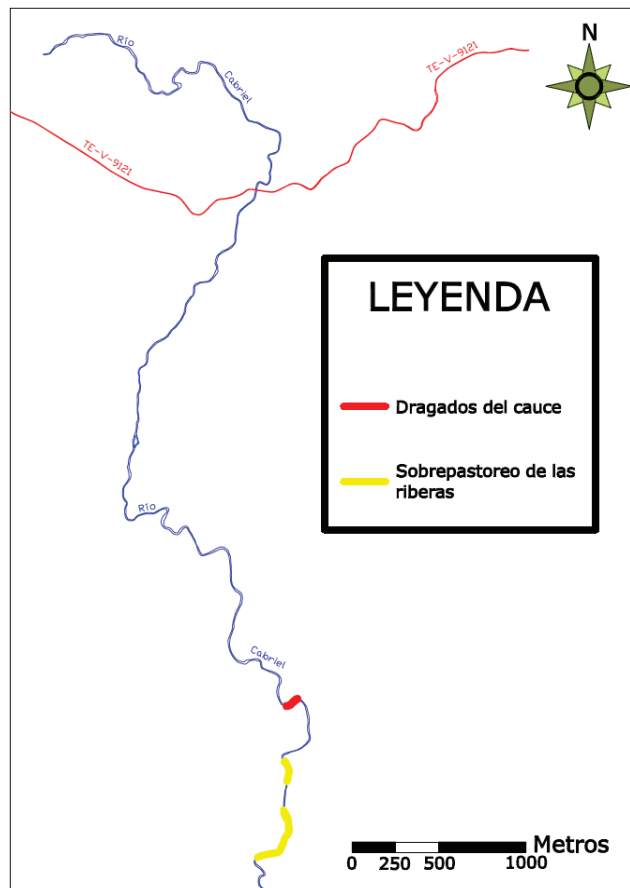 N
Río
Cabriel
TE-V-9121
TE-V-9121
LEYENDA
Dragados del cauce
Sobrepastoreo de las
riberas
Río
Cabriel
Metros
0 250 500 1000